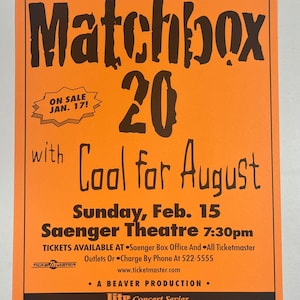 Matchbox
20
ON SALE
JAN. 17!
with Cool for August
Sunday, Feb. 15
Saenger Theatre 7:30pm
TICKETS AVAILABLE AT •Saenger Box Office And •All Ticketmaster
Outlets Or •Charge By Phone At 522-5555
TICKETMASTER
www.ticketmaster.com
• A BEAVER PRODUCTION •
lite Concert Series